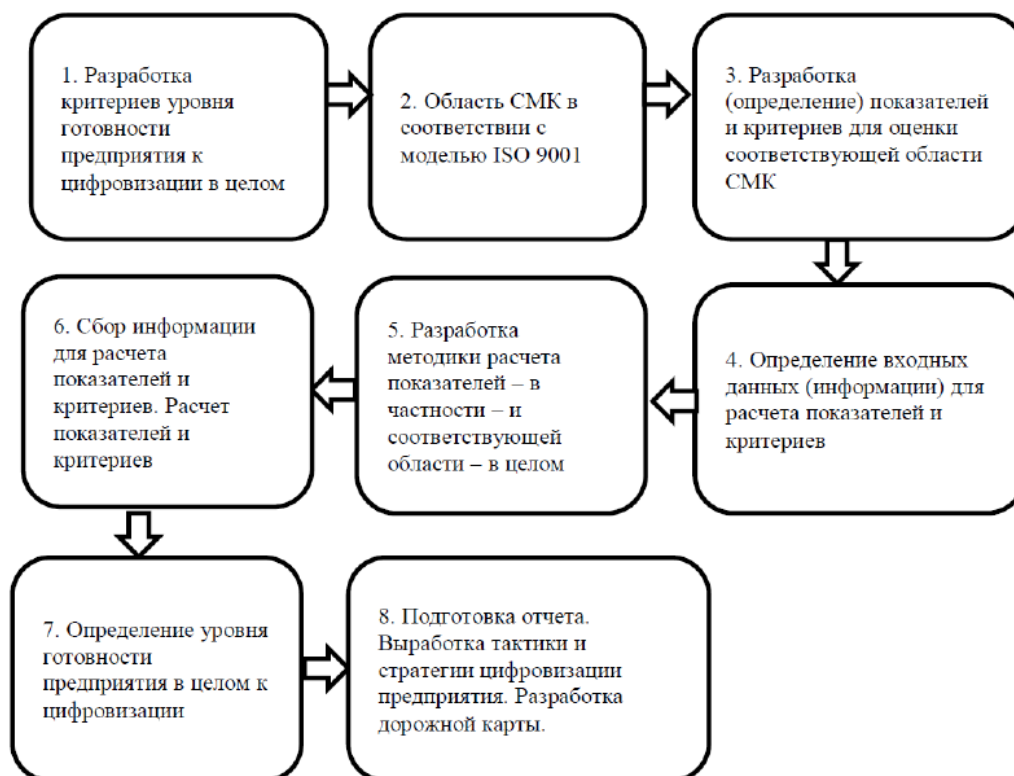 1. Разработка
критериев уровня
готовности
предприятия к
цифровизации в целом
2. Область СМК в
соответствии с
моделью ISO 9001
3. Разработка
(определение) показателей
и критериев для оценки
соответствующей области
СМК
4. Определение входных
данных (информации) для
расчета показателей и
критериев
5. Разработка
методики расчета
показателей – в
частности – и
соответствующей
области – в целом
6. Сбор информации
для расчета
показателей и
критериев. Расчет
показателей и
критериев
7. Определение уровня
готовности
предприятия в целом к
цифровизации
8. Подготовка отчета.
Выработка тактики и
стратегии цифровизации
предприятия. Разработка
дорожной карты.